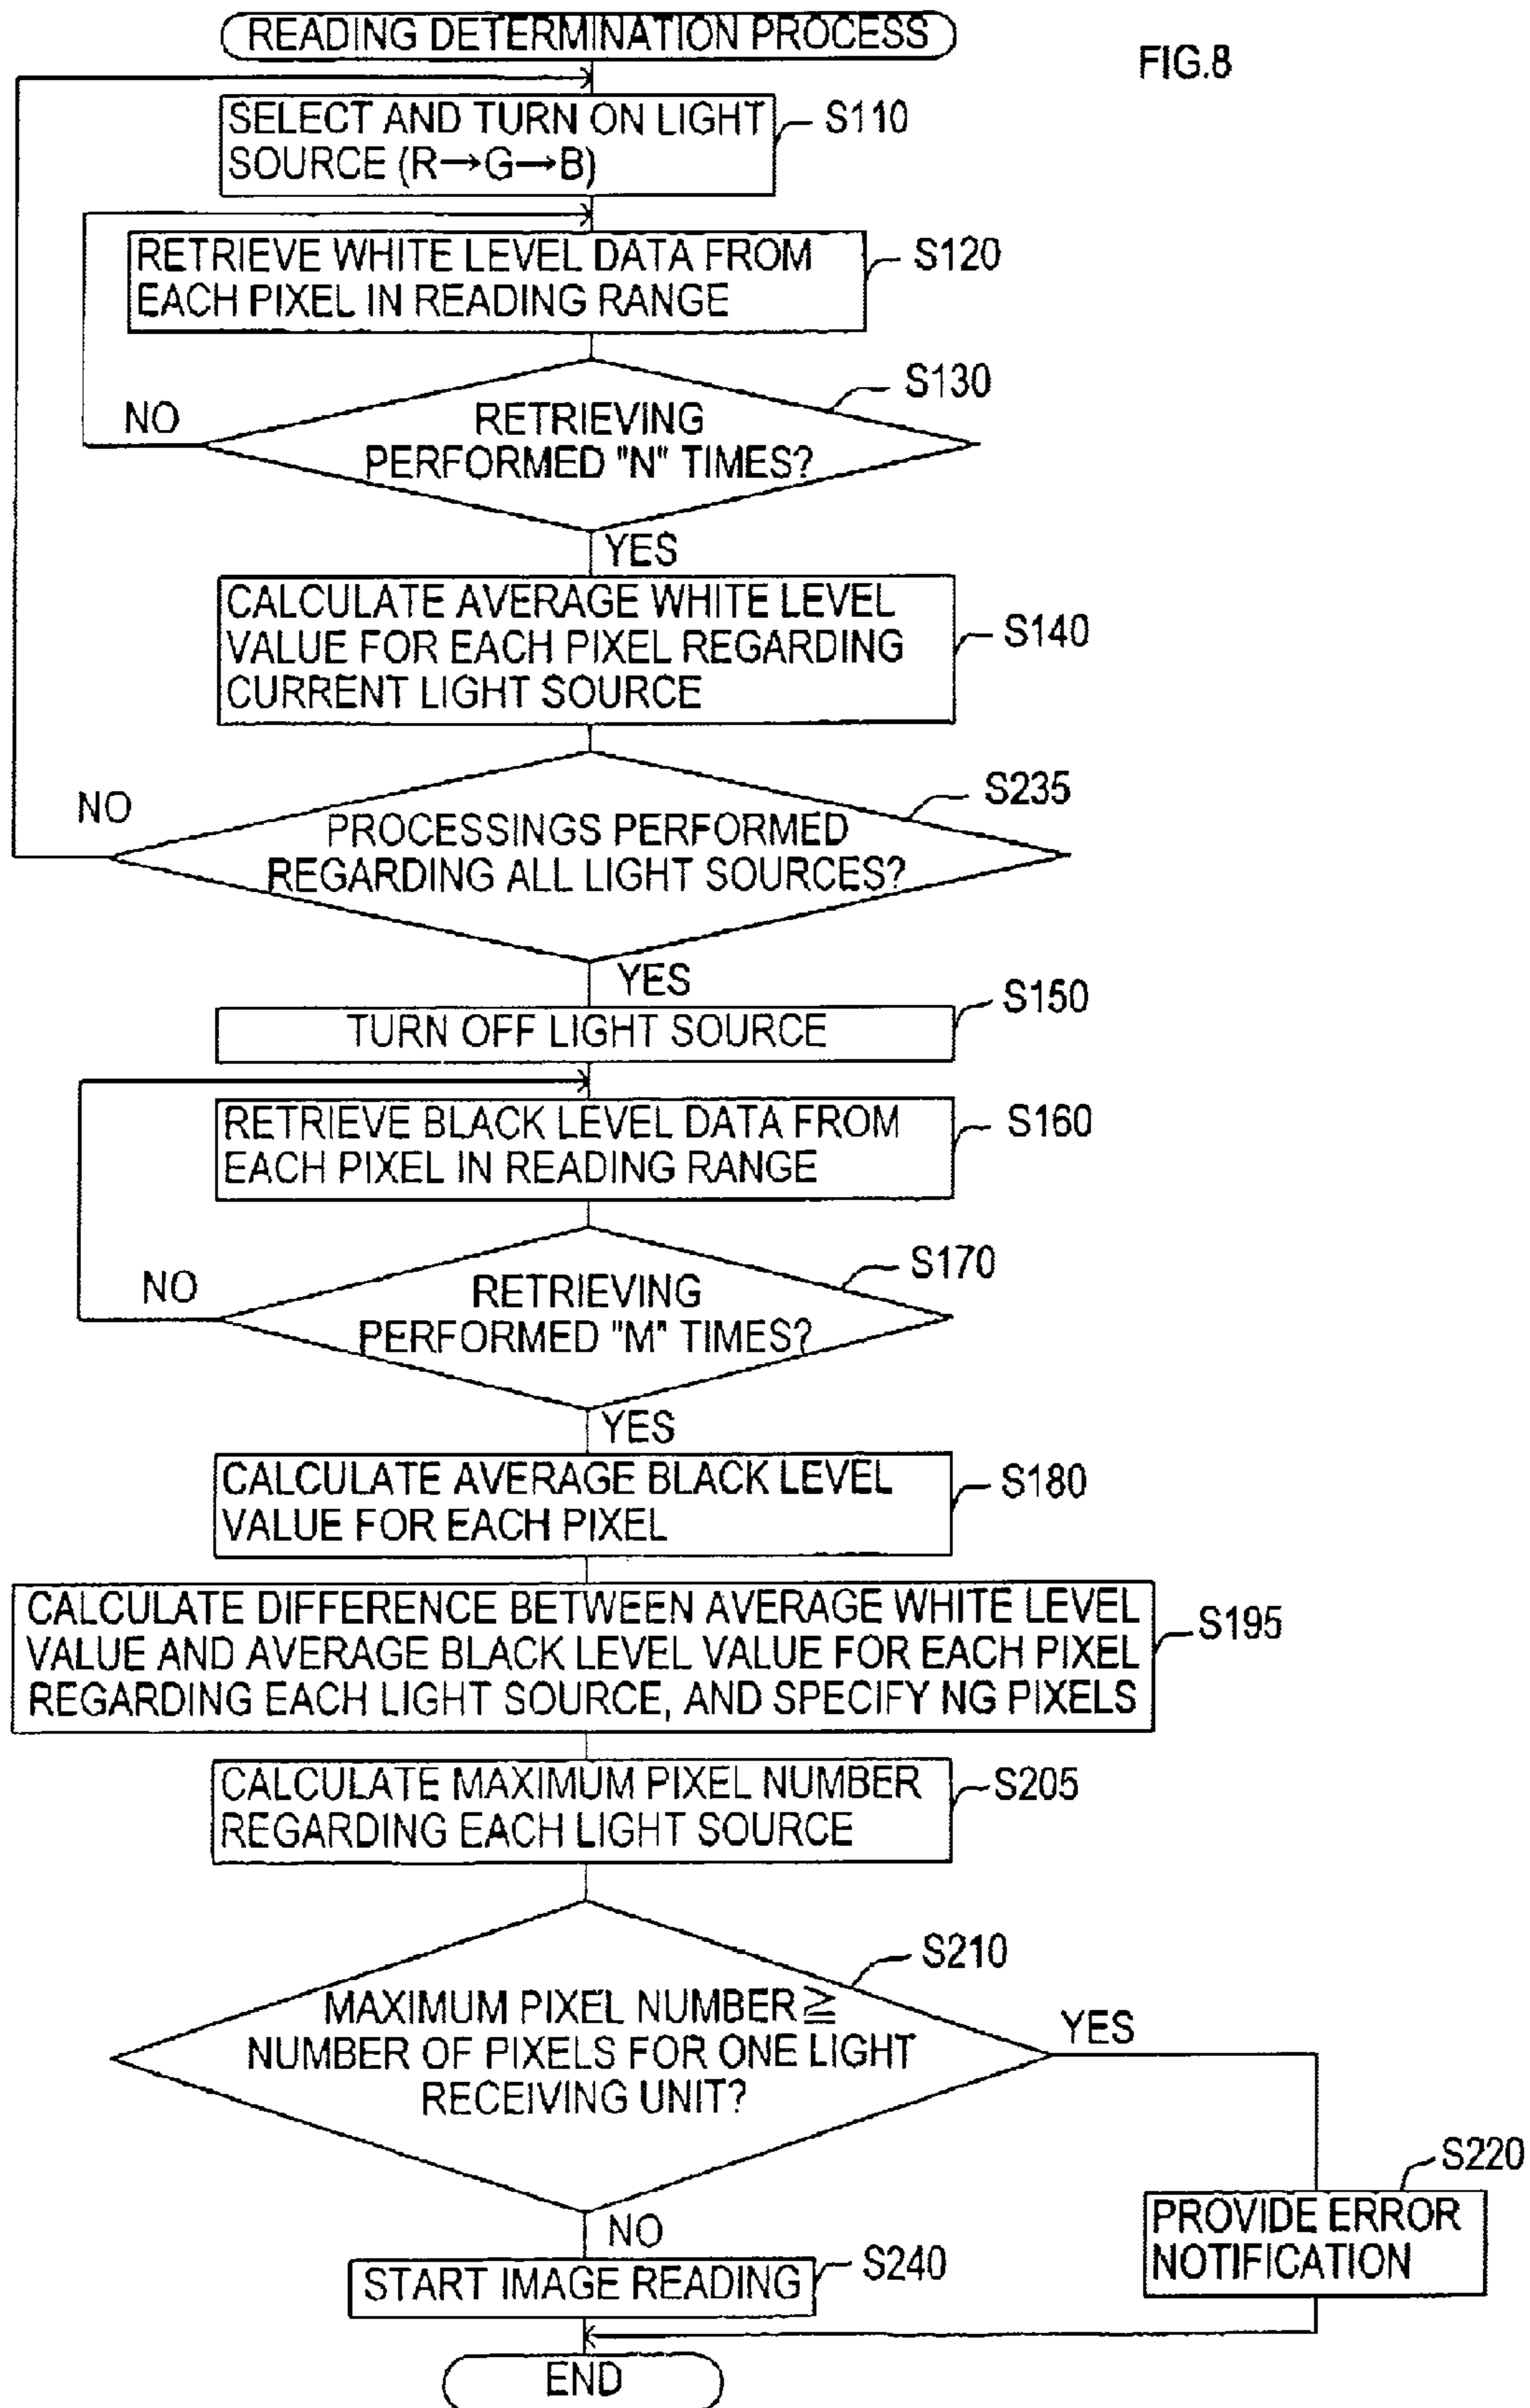 READING DETERMINATION PROCESS
FIG.8
SELECT AND TURN ON LIGHT
SOURCE (R→G→B)
S110
RETRIEVE WHITE LEVEL DATA FROM
EACH PIXEL IN READING RANGE
S120
RETRIEVING
PERFORMED "N" TIMES?
S130
NO
YES
CALCULATE AVERAGE WHITE LEVEL
VALUE FOR EACH PIXEL REGARDING
CURRENT LIGHT SOURCE
S140
PROCESSINGS PERFORMED
REGARDING ALL LIGHT SOURCES?
S235
NO
YES
TURN OFF LIGHT SOURCE
S150
RETRIEVE BLACK LEVEL DATA FROM
EACH PIXEL IN READING RANGE
S160
RETRIEVING
PERFORMED "M" TIMES?
S170
NO
YES
CALCULATE AVERAGE BLACK LEVEL
VALUE FOR EACH PIXEL
S180
CALCULATE DIFFERENCE BETWEEN AVERAGE WHITE LEVEL
VALUE AND AVERAGE BLACK LEVEL VALUE FOR EACH PIXEL
REGARDING EACH LIGHT SOURCE, AND SPECIFY NG PIXELS
S195
CALCULATE MAXIMUM PIXEL NUMBER
REGARDING EACH LIGHT SOURCE
S205
MAXIMUM PIXEL NUMBER≧
NUMBER OF PIXELS FOR ONE LIGHT
RECEIVING UNIT?
S210
YES
NO
PROVIDE ERROR
NOTIFICATION
S220
START IMAGE READING
S240
END